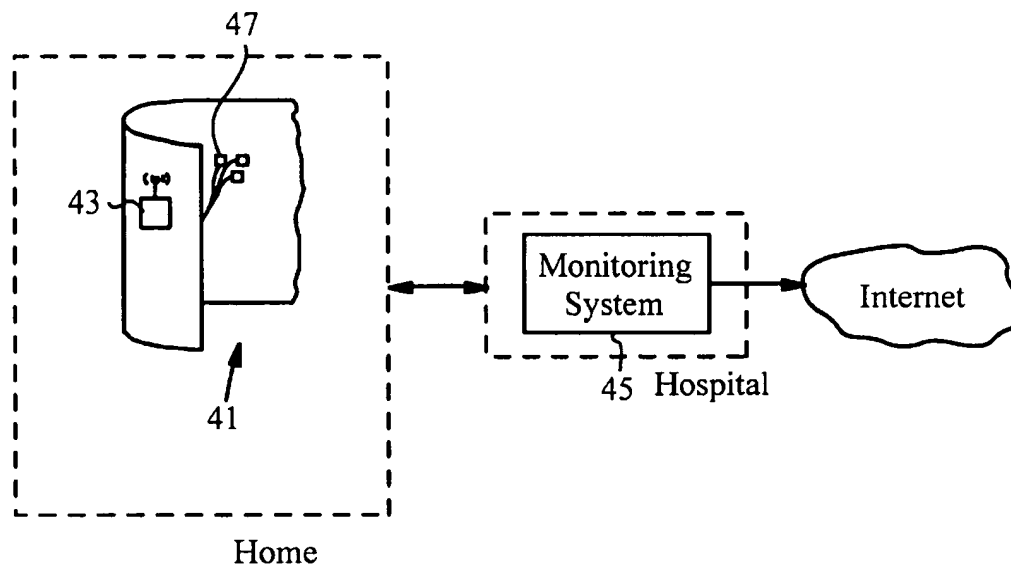 47
43
Monitoring
System
Internet
45
Hospital
41
Home